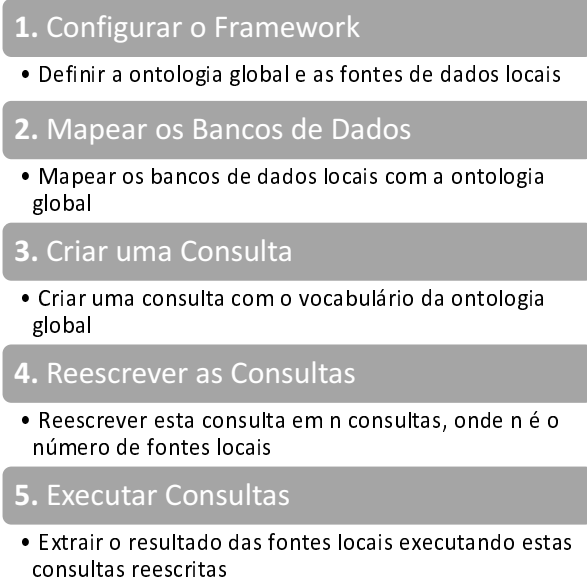 1. Configurar o Framework
• Definir a ontologia global e as fontes de dados locais
2. Mapear os Bancos de Dados
• Mapear os bancos de dados locais com a ontologia
global
3. Criar uma Consulta
• Criar uma consulta com o vocabulário da ontologia
global
4. Reescrever as Consultas
• Reescrever esta consulta em n consultas, onde n é o
número de fontes locais
5. Executar Consultas
• Extrair o resultado das fontes locais executando estas
consultas reescritas